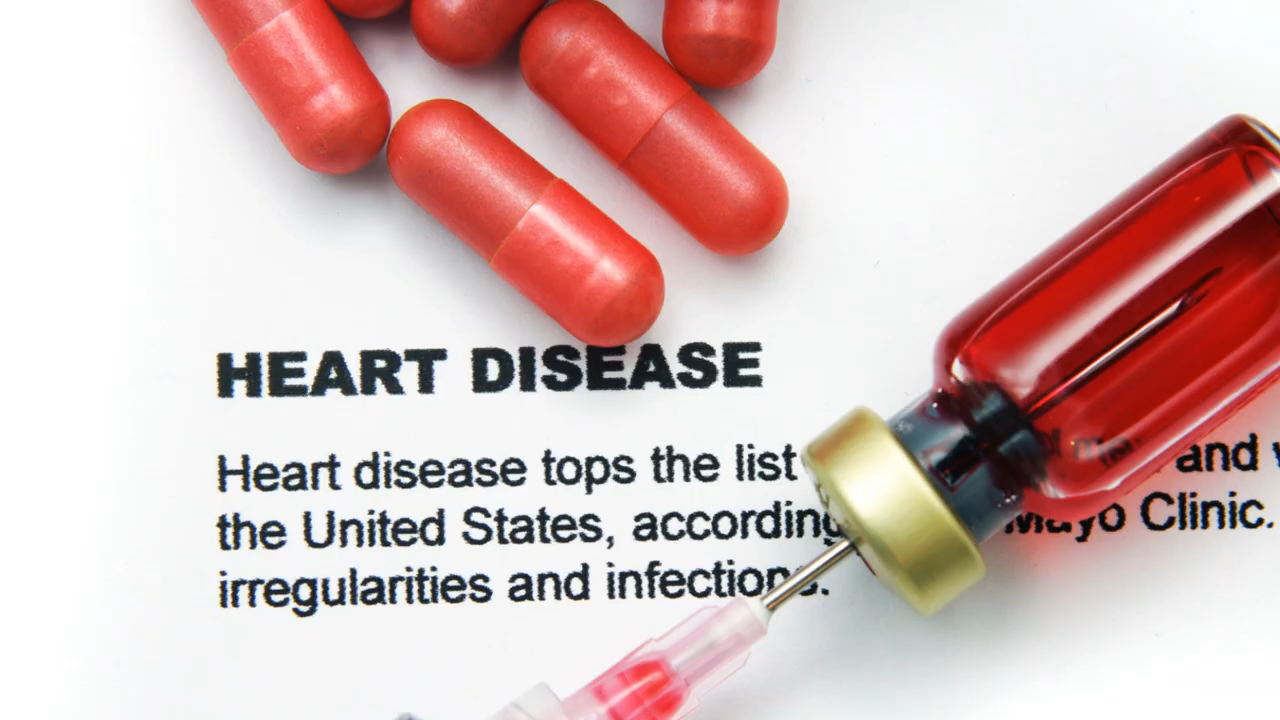 HEART DISEASE
Heart disease tops the list and
the United States, according Mayo Clinic.
irregularities and infections.